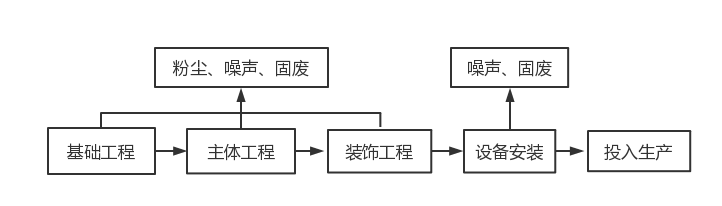 粉尘、噪声、固废
噪声、固废
基础工程
主体工程
装饰工程
设备安装
投入生产